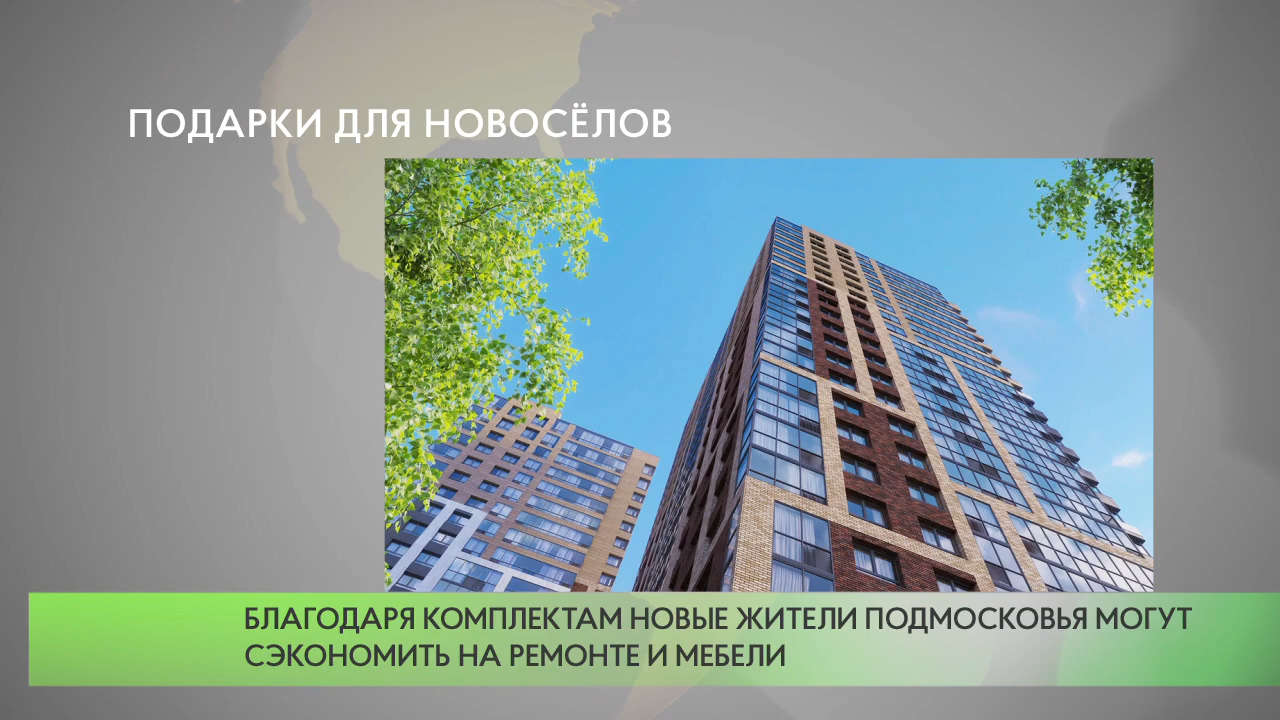 ПОДАРКИ ДЛЯ НОВОСЁЛОВ
БЛАГОДАРЯ КОМПЛЕКТАМ НОВЫЕ ЖИТЕЛИ ПОДМОСКОВЬЯ МОГУТ
СЭКОНОМИТЬ НА РЕМОНТЕ И МЕБЕЛИ